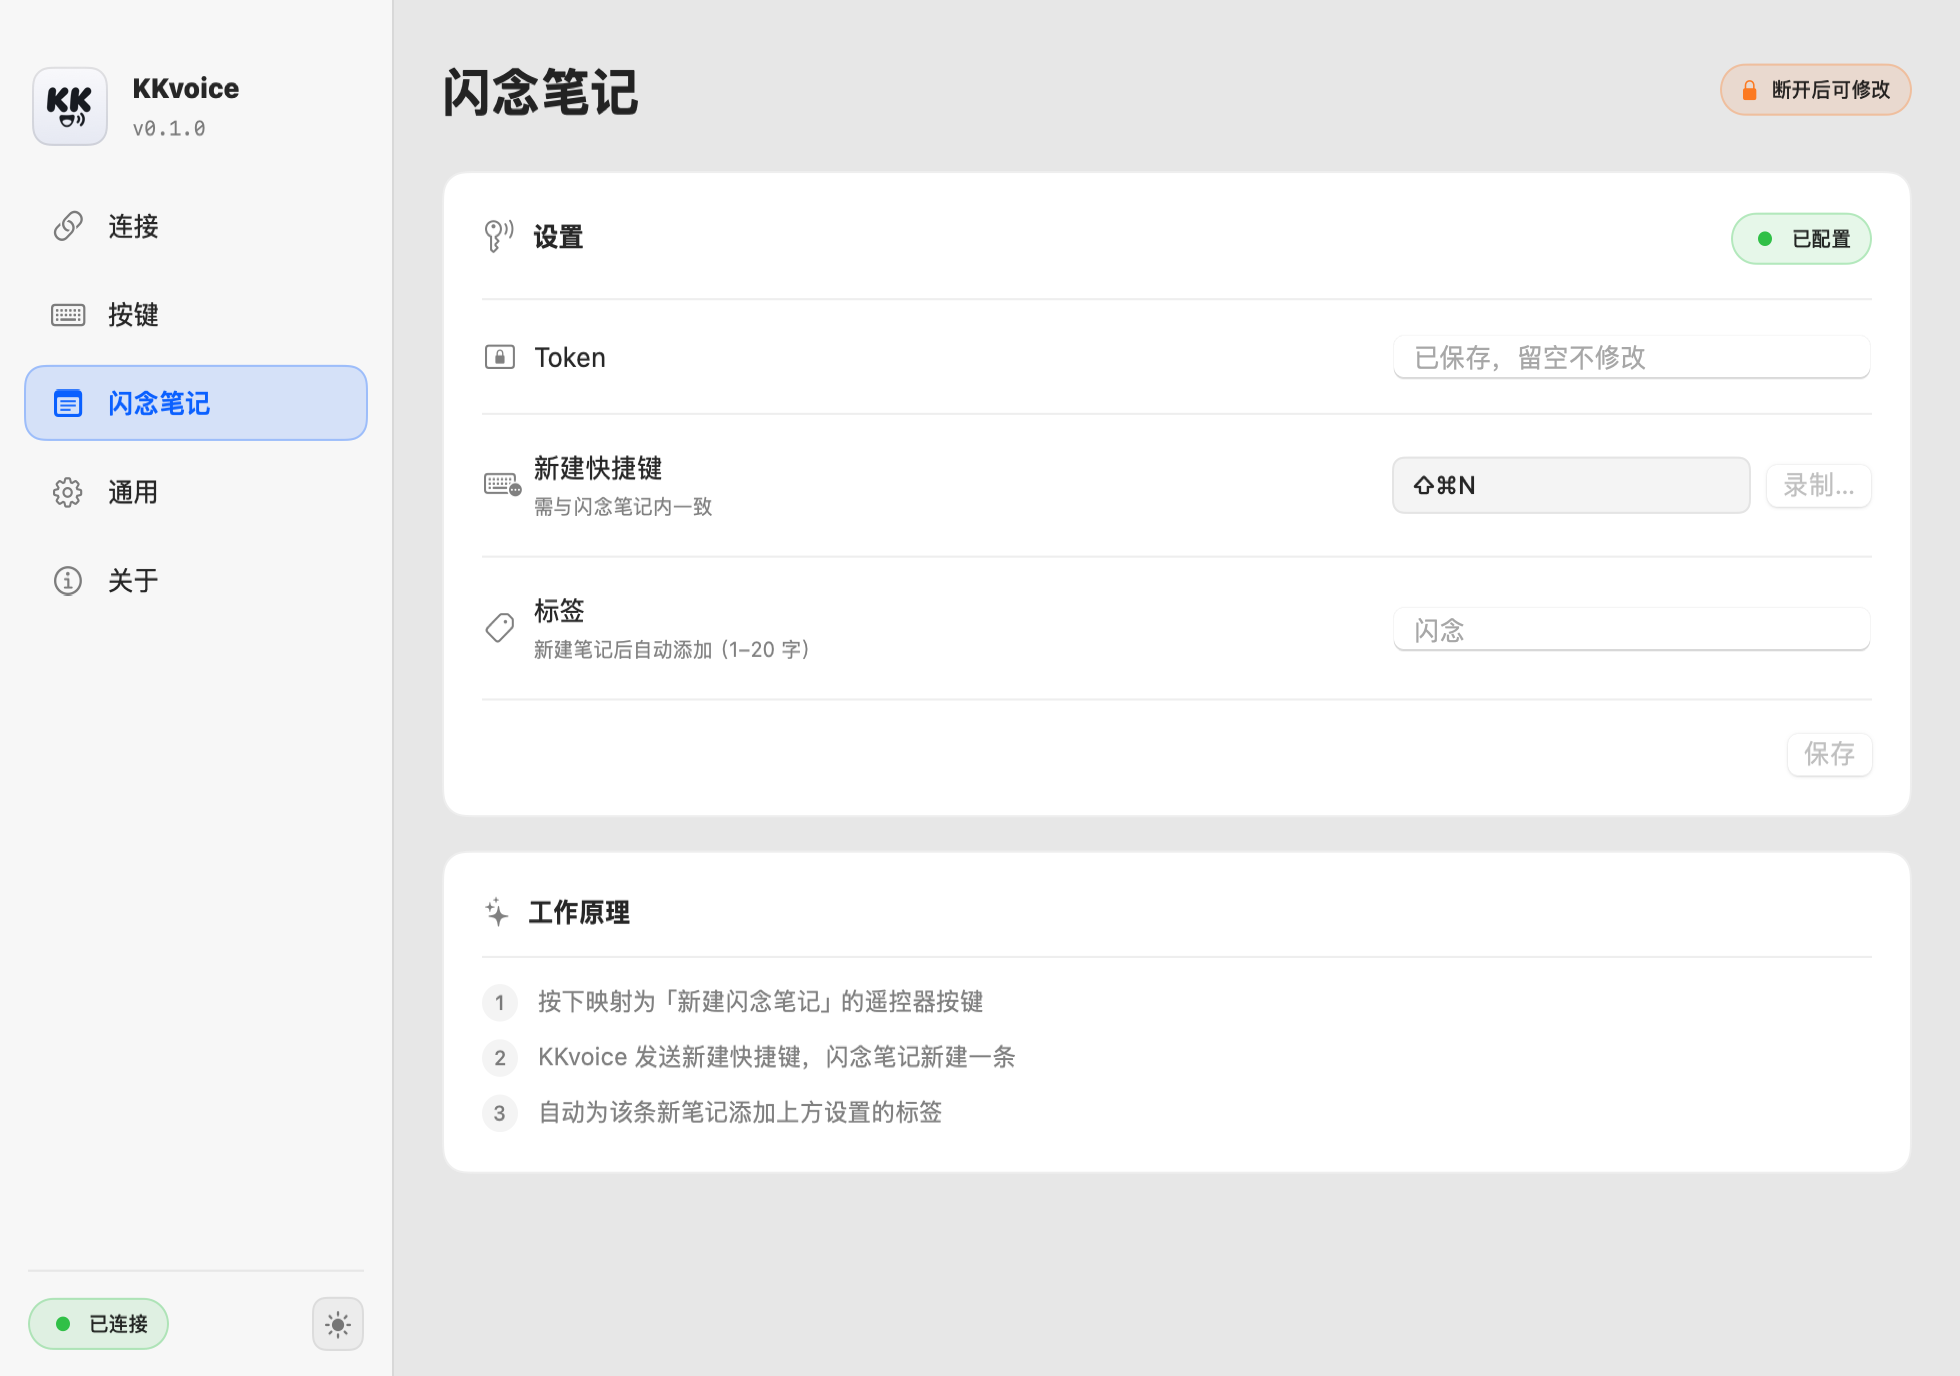 KK
KKvoice
v0.1.0
连接
按键
闪念笔记
通用
关于
已连接
闪念笔记
断开后可修改
设置
已配置
Token
已保存，留空不修改
新建快捷键
需与闪念笔记内一致
⇧⌘N
录制...
标签
新建笔记后自动添加（1–20 字）
闪念
保存
工作原理
1 按下映射为「新建闪念笔记」的遥控器按键
2 KKvoice 发送新建快捷键，闪念笔记新建一条
3 自动为该条新笔记添加上方设置的标签